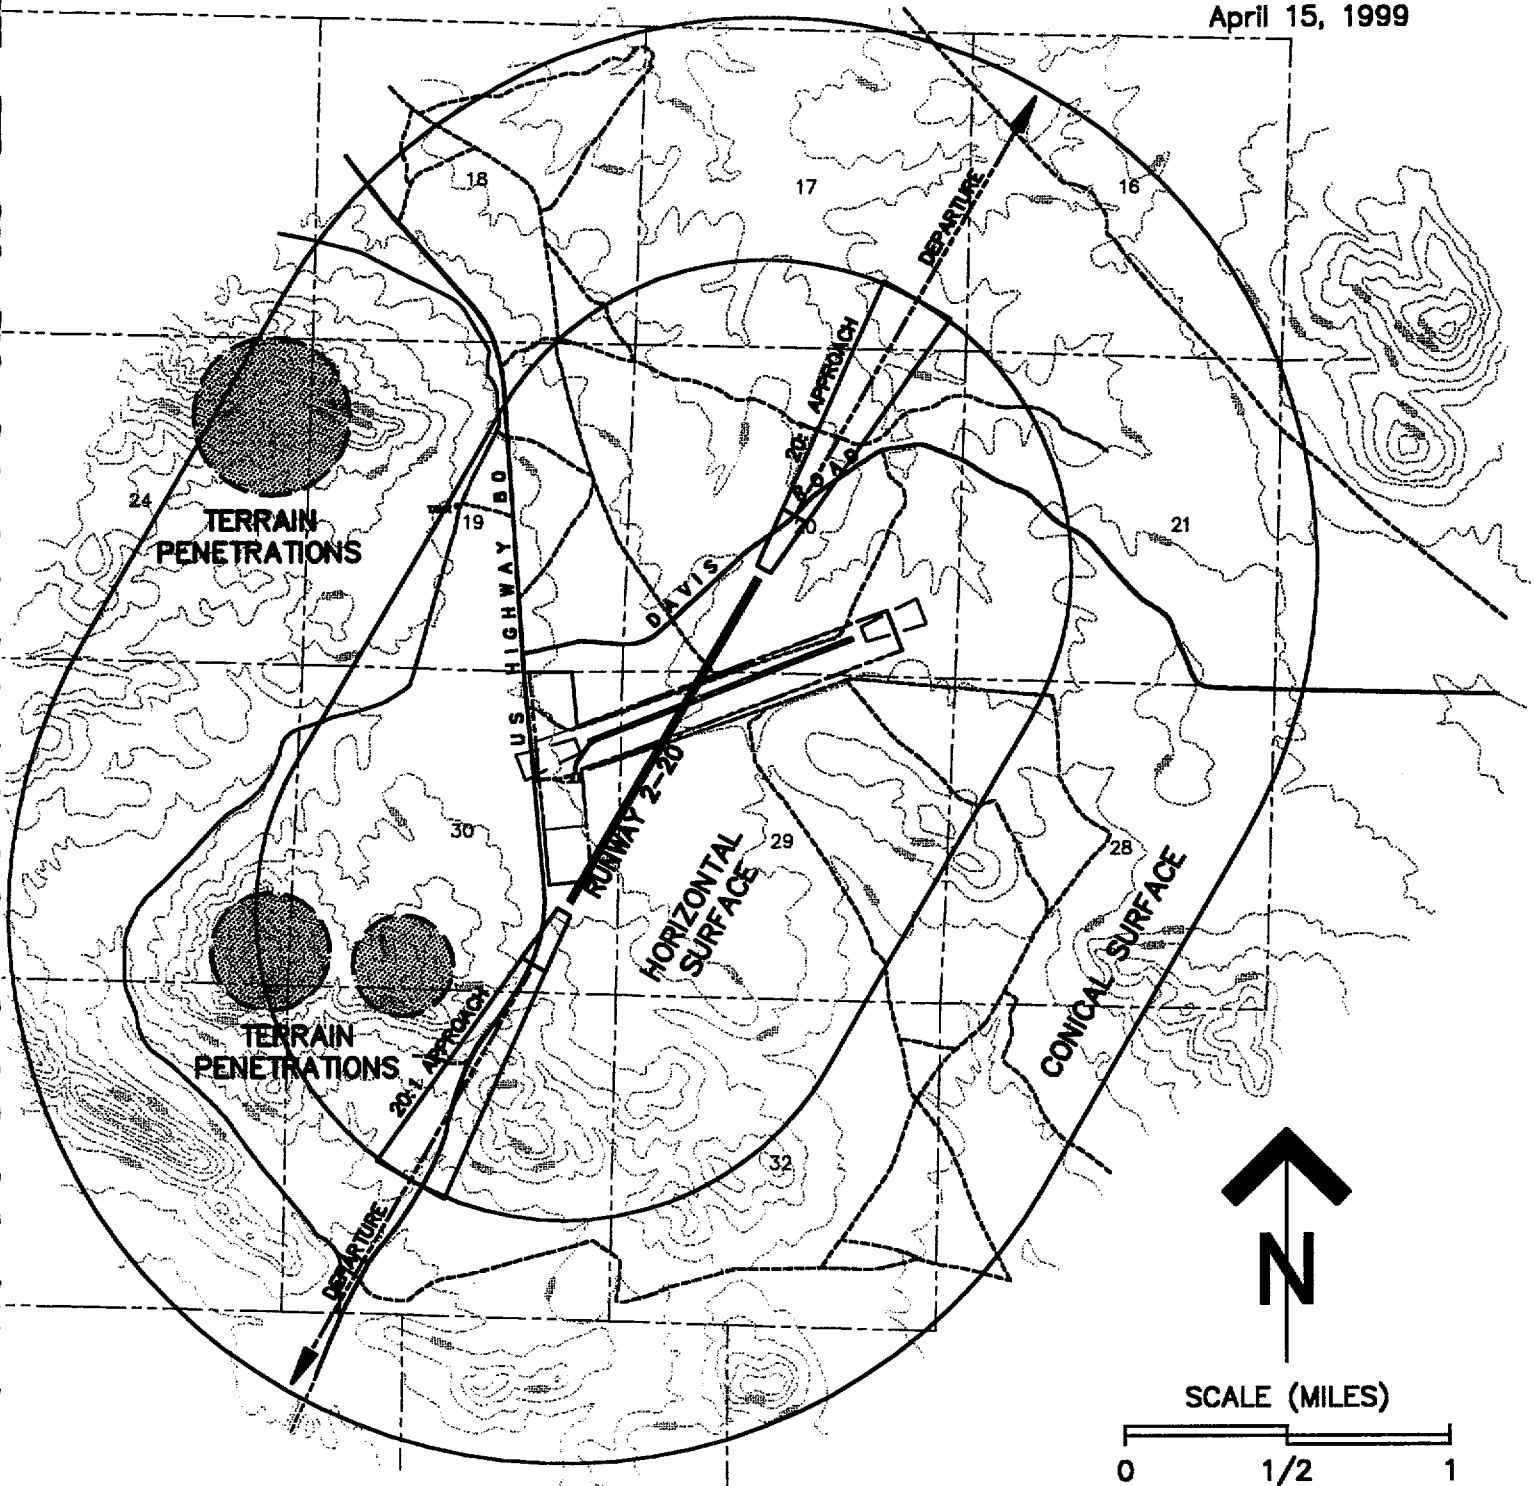 April 15, 1999
18
17
16
DEPARTURE
20: APPROACH
ROAD
24
TERRAIN
PENETRATIONS
19
20
21
DAVIS
US HIGHWAY 80
RUNWAY 2-20
30
29
28
HORIZONTAL
SURFACE
CONICAL SURFACE
TERRAIN
PENETRATIONS
20:1 APPROACH
32
DEPARTURE
N
SCALE (MILES)
0 1/2 1